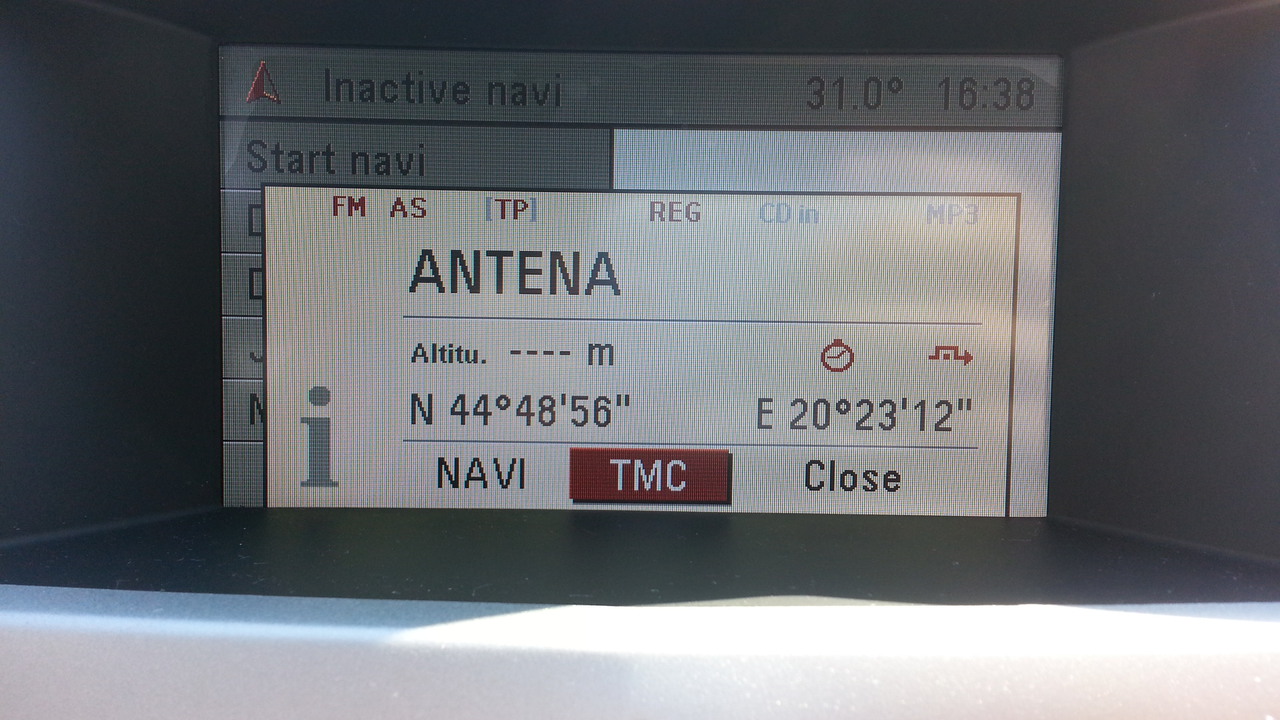 Inactive navi 31.0° 16:38
Start navi
FM AS [TP] REG CD in MP3
ANTENA
Altitu. ---- m
N 44°48'56" E 20°23'12"
NAVI TMC Close